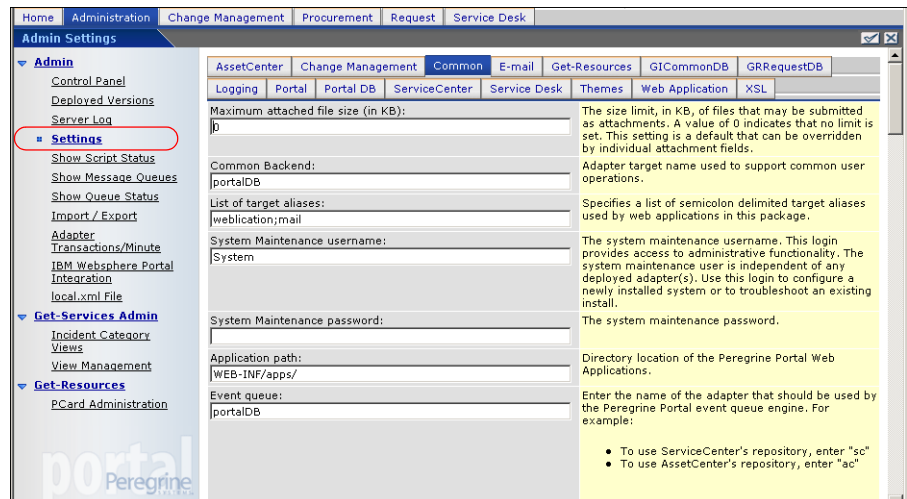 Home Administration Change Management Procurement Request Service Desk
Admin Settings
Admin
Control Panel
Deployed Versions
Server Log
Settings
Show Script Status
Show Message Queues
Show Queue Status
Import / Export
Adapter
Transactions/Minute
IBM Websphere Portal
Integration
local.xml File
Get-Services Admin
Incident Category
Views
View Management
Get-Resources
PCard Administration
portal
Peregrine
SYSTEMS
AssetCenter Change Management Common E-mail Get-Resources GICommonDB GRRequestDB
Logging Portal Portal DB ServiceCenter Service Desk Themes Web Application XSL
Maximum attached file size (in KB):
0
The size limit, in KB, of files that may be submitted
as attachments. A value of 0 indicates that no limit is
set. This setting is a default that can be overridden
by individual attachment fields.
Common Backend:
portalDB
Adapter target name used to support common user
operations.
List of target aliases:
weblication;mail
Specifies a list of semicolon delimited target aliases
used by web applications in this package.
System Maintenance username:
System
The system maintenance username. This login
provides access to administrative functionality. The
system maintenance user is independent of any
deployed adapter(s). Use this login to configure a
newly installed system or to troubleshoot an existing
install.
System Maintenance password:
The system maintenance password.
Application path:
WEB-INF/apps/
Directory location of the Peregrine Portal Web
Applications.
Event queue:
portalDB
Enter the name of the adapter that should be used by
the Peregrine Portal event queue engine. For
example:
• To use ServiceCenter's repository, enter "sc"
• To use AssetCenter's repository, enter "ac"